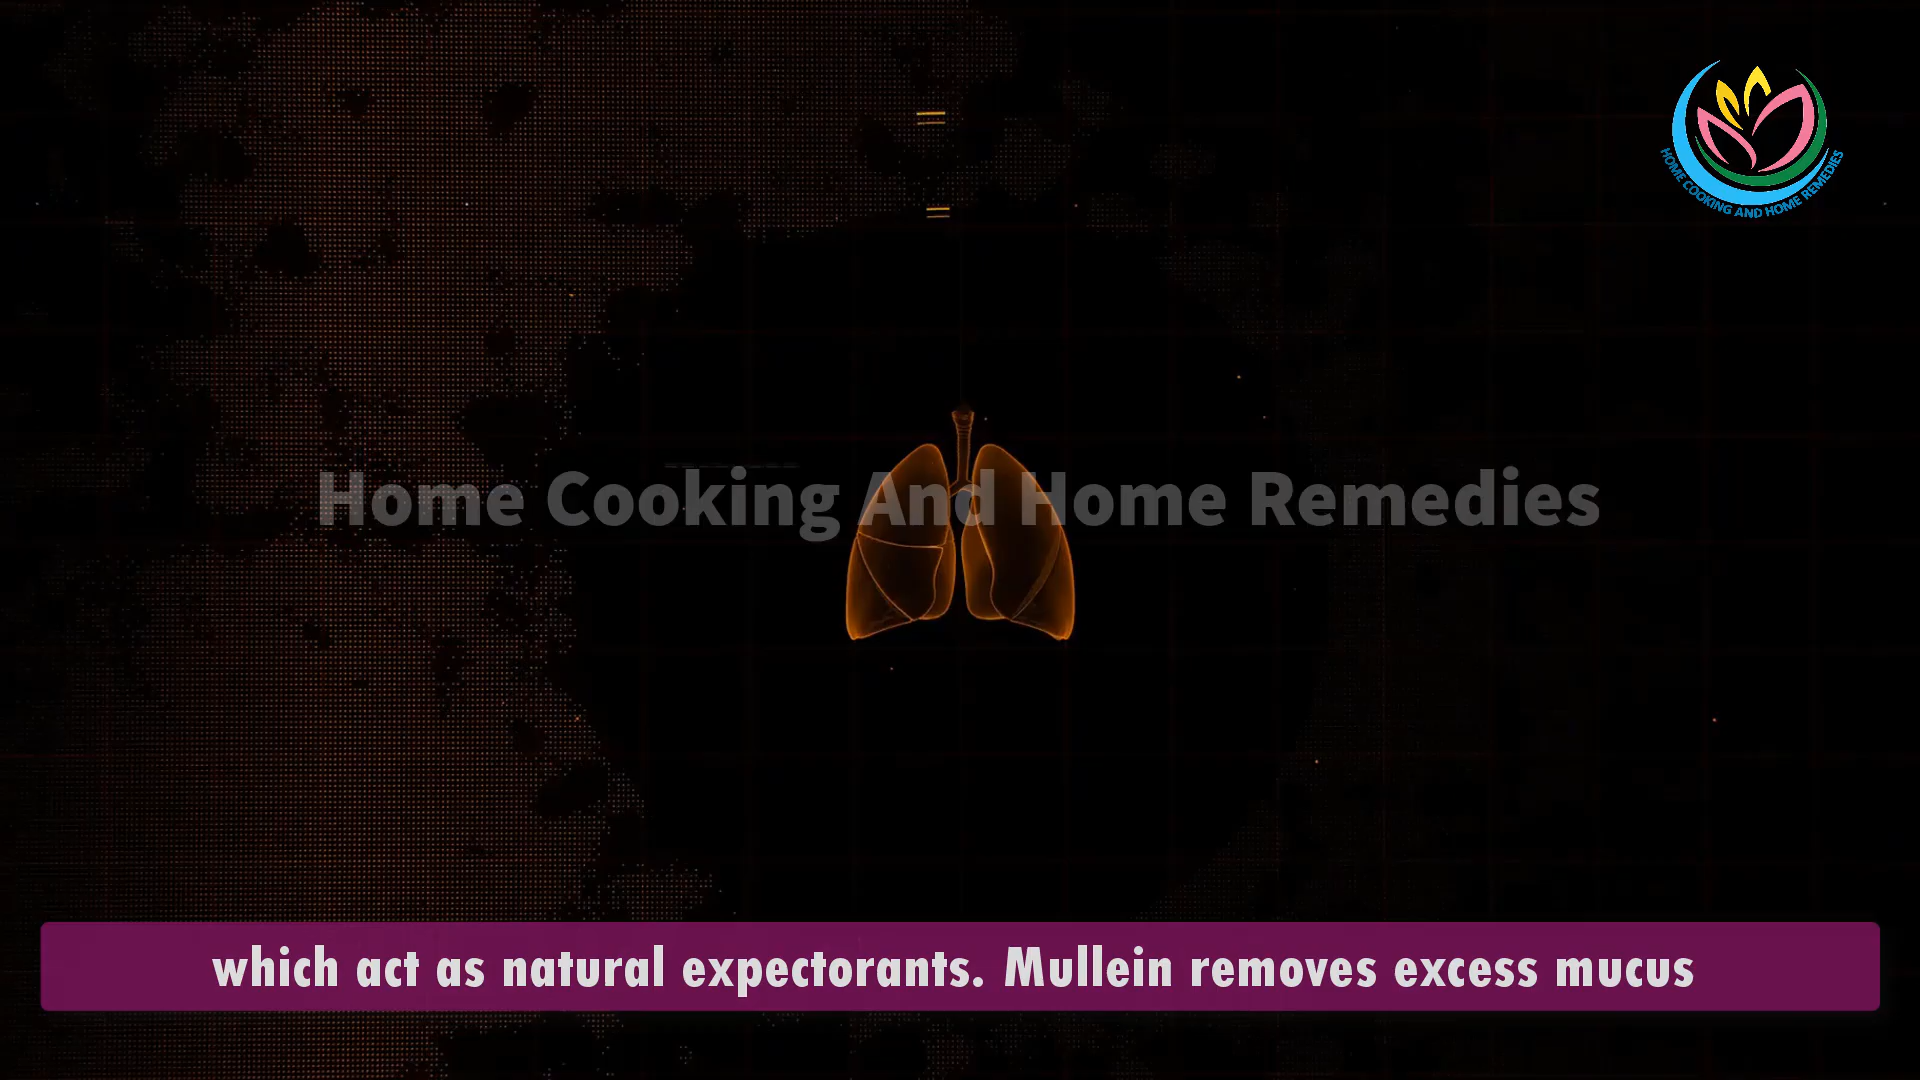 HOME COOKING AND HOME REMEDIES
Home Cooking And Home Remedies
which act as natural expectorants. Mullein removes excess mucus